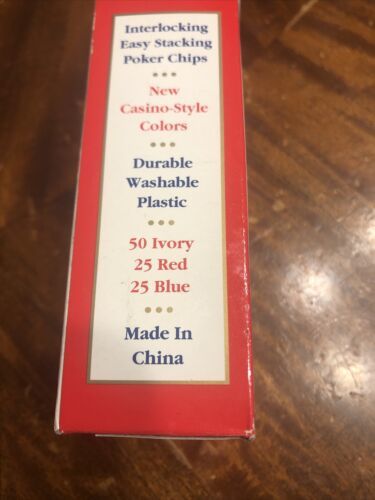 Interlocking
Easy Stacking
Poker Chips
New
Casino-Style
Colors
Durable
Washable
Plastic
50 Ivory
25 Red
25 Blue
Made In
China